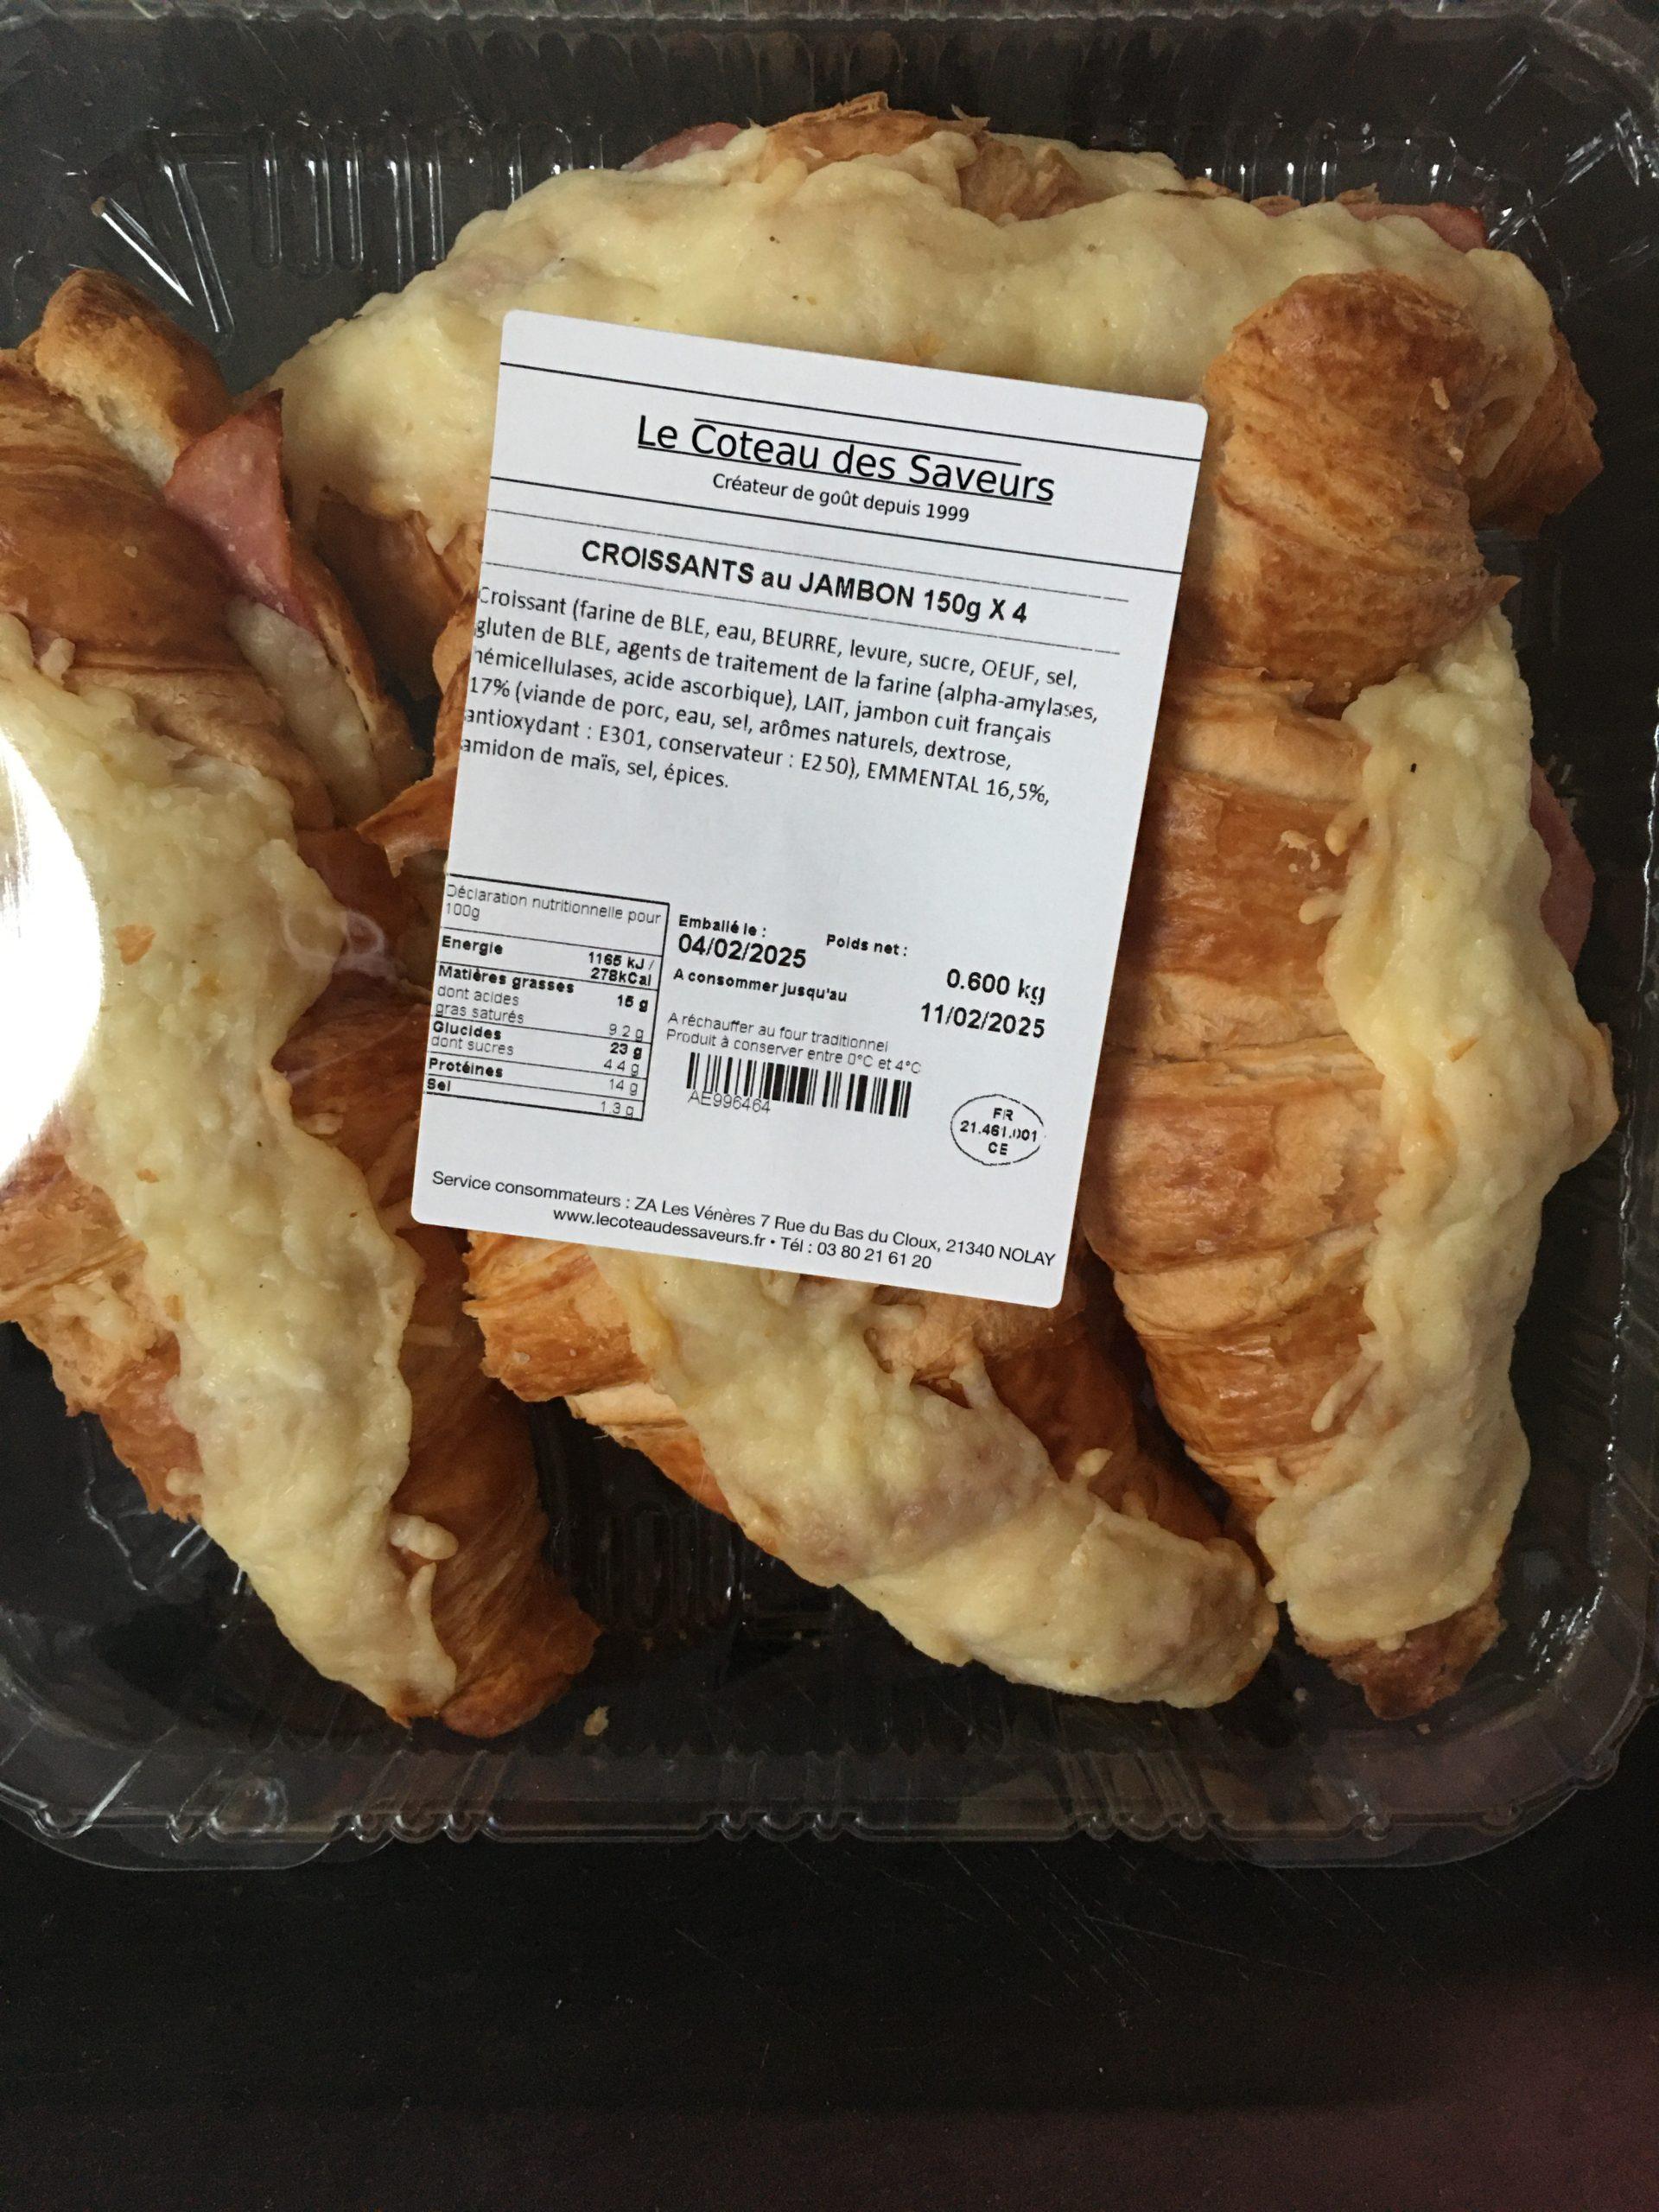 Le Coteau des Saveurs
Créateur de goût depuis 1999
CROISSANTS au JAMBON 150g X 4
Croissant (farine de BLE, eau, BEURRE, levure, sucre, OEUF, sel,
gluten de BLE, agents de traitement de la farine (alpha-amylases,
hémicellulases, acide ascorbique), LAIT, jambon cuit français
17% (viande de porc, eau, sel, arômes naturels, dextrose,
antioxydant : E301, conservateur : E250), EMMENTAL 16,5%,
amidon de maïs, sel, épices.
Déclaration nutritionnelle pour
100g
Energie 1165 kJ /
278kCal
Matières grasses 15 g
dont acides
gras saturés 9.2 g
Glucides 23 g
dont sucres 4.4 g
Protéines 14 g
Sel 1.3 g
Emballé le : Poids net :
04/02/2025 0.600 kg
A consommer jusqu'au 11/02/2025
A réchauffer au four traditionnel
Produit à conserver entre 0°C et 4°C
AE996464
FR
21.461.001
CE
Service consommateurs : ZA Les Vénères 7 Rue du Bas du Cloux, 21340 NOLAY
www.lecoteaudessaveurs.fr • Tél : 03 80 21 61 20